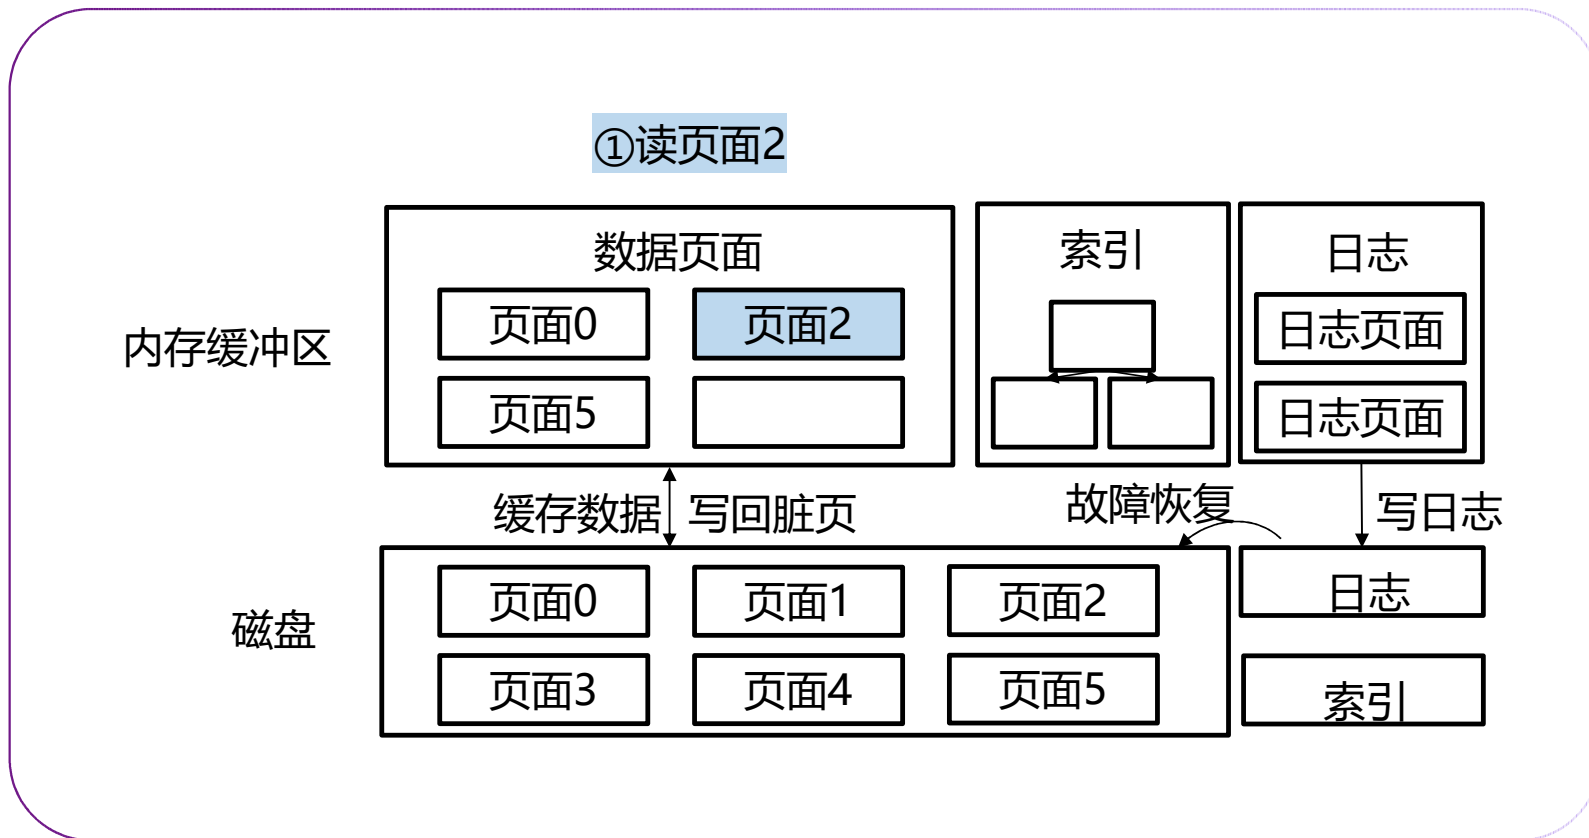 ①读页面2
数据页面
索引
日志
页面0
页面2
日志页面
内存缓冲区
页面5
日志页面
缓存数据
写回脏页
故障恢复
写日志
页面0
页面1
页面2
日志
磁盘
页面3
页面4
页面5
索引